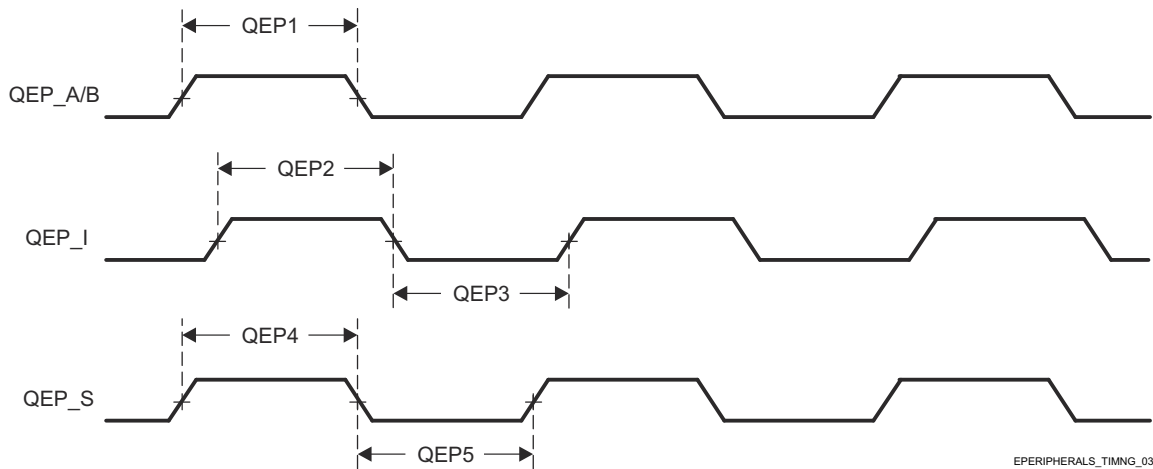 QEP1
QEP_A/B
QEP2
QEP_I
QEP3
QEP4
QEP_S
QEP5
EPERIPHERALS_TIMNG_03